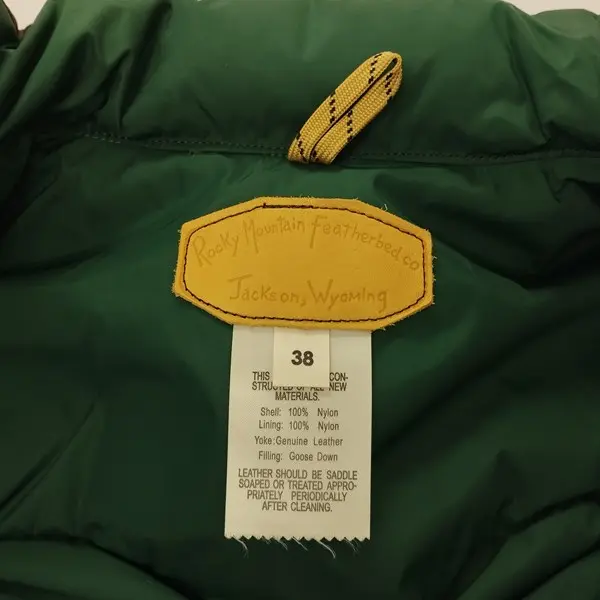 Rocky Mountain Featherbed co
Jackson, Wyoming
38
THIS CON-
STRUCTED OF ALL NEW
MATERIALS.
Shell: 100% Nylon
Lining: 100% Nylon
Yoke:Genuine Leather
Filling: Goose Down
LEATHER SHOULD BE SADDLE
SOAPED OR TREATED APPRO-
PRIATELY PERIODICALLY
AFTER CLEANING.